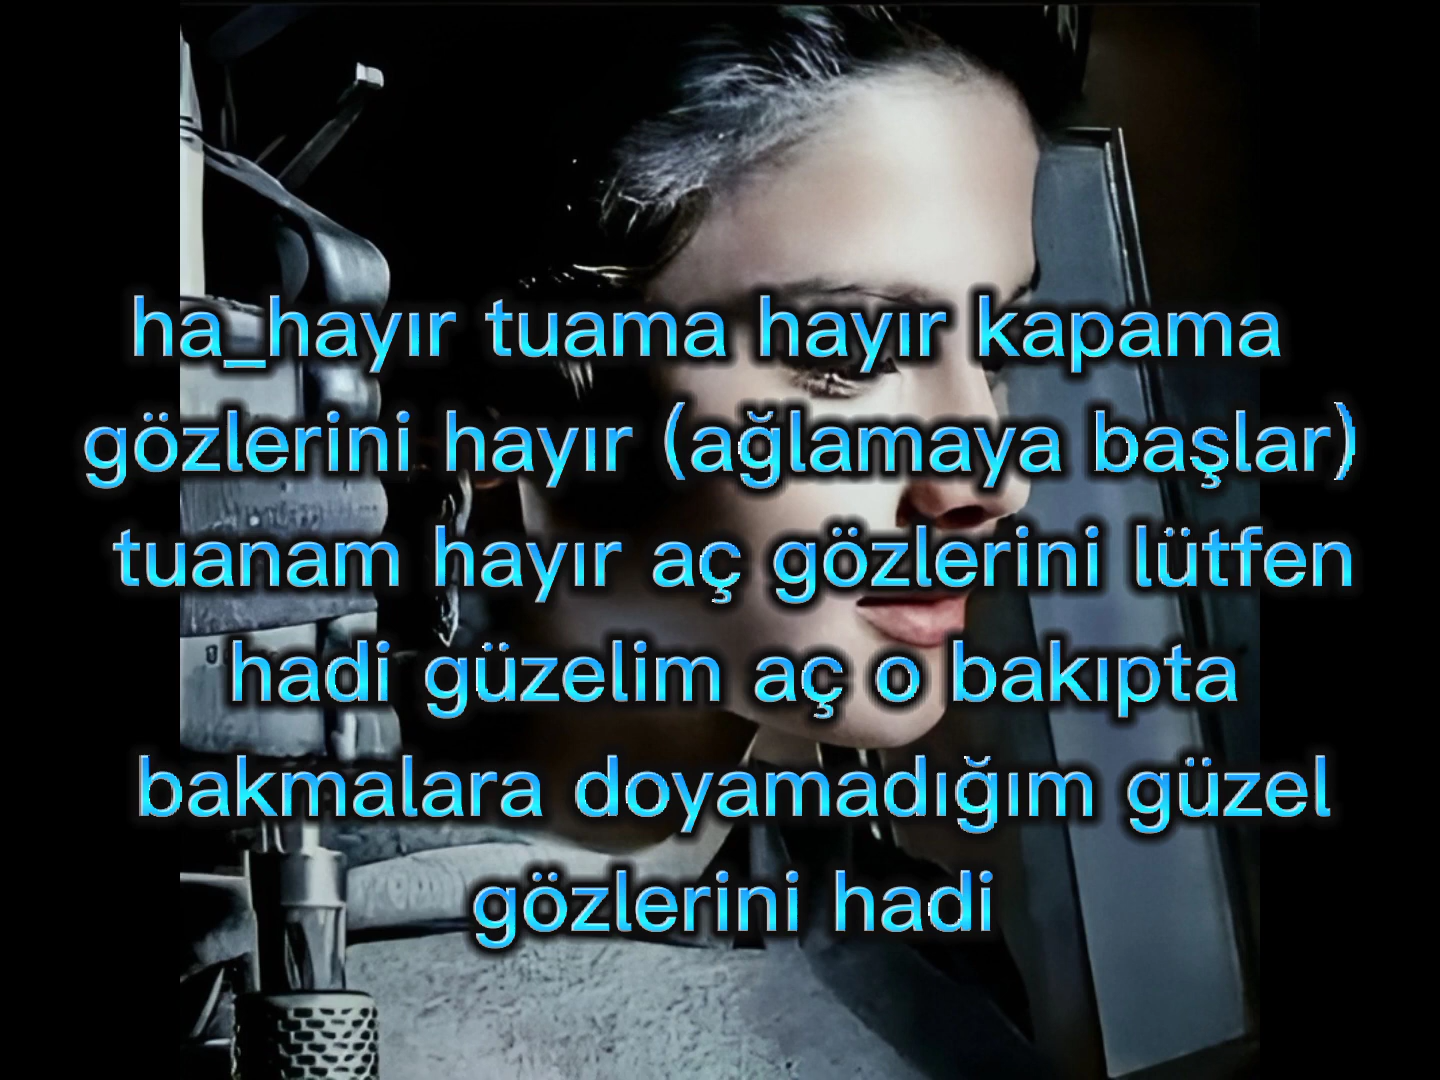 ha_hayır tuama hayır kapama
gözlerini hayır (ağlamaya başlar)
tuanam hayır aç gözlerini lütfen
hadi güzelim aç o bakıpta
bakmalara doyamadığım güzel
gözlerini hadi